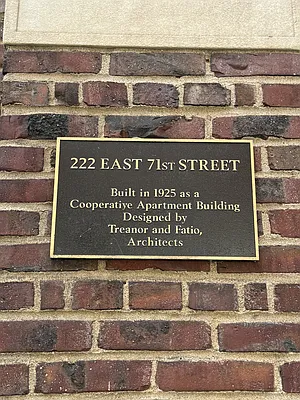 222 EAST 71ST STREET
Built in 1925 as a
Cooperative Apartment Building
Designed by
Treanor and Fatio,
Architects